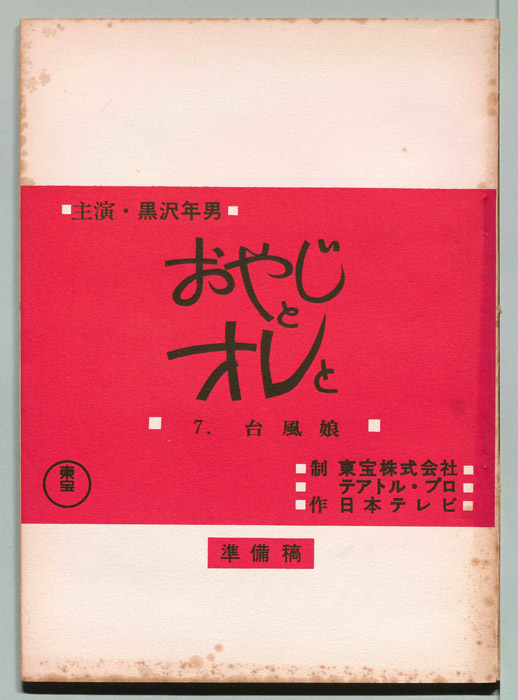 主演・黒沢年男
おやじと
オレと
7. 台風娘
制 東宝株式会社
テアトル・プロ
作 日本テレビ
東宝
準備稿